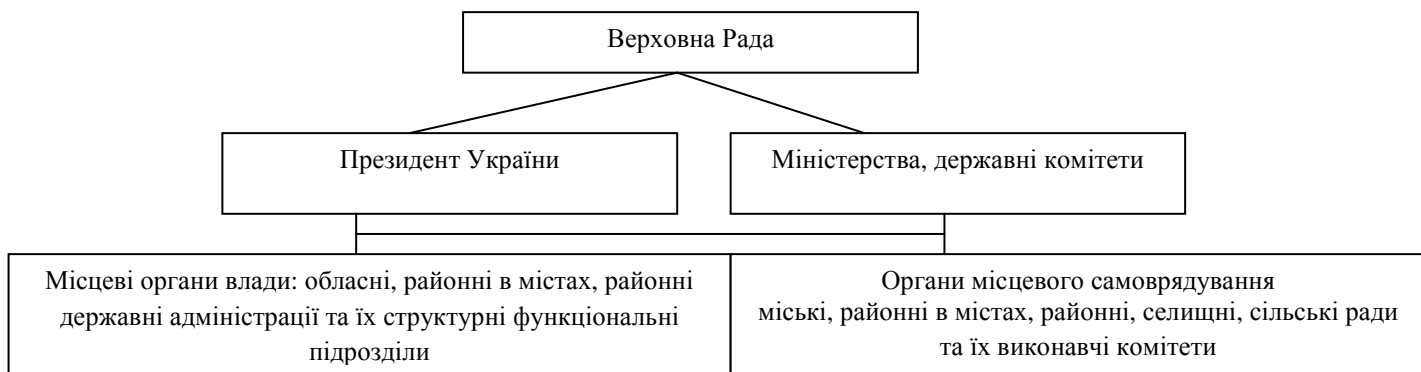 Верховна Рада
Президент України
Міністерства, державні комітети
Місцеві органи влади: обласні, районні в містах, районні
державні адміністрації та їх структурні функціональні
підрозділи
Органи місцевого самоврядування
міські, районні в містах, районні, селищні, сільські ради
та їх виконавчі комітети